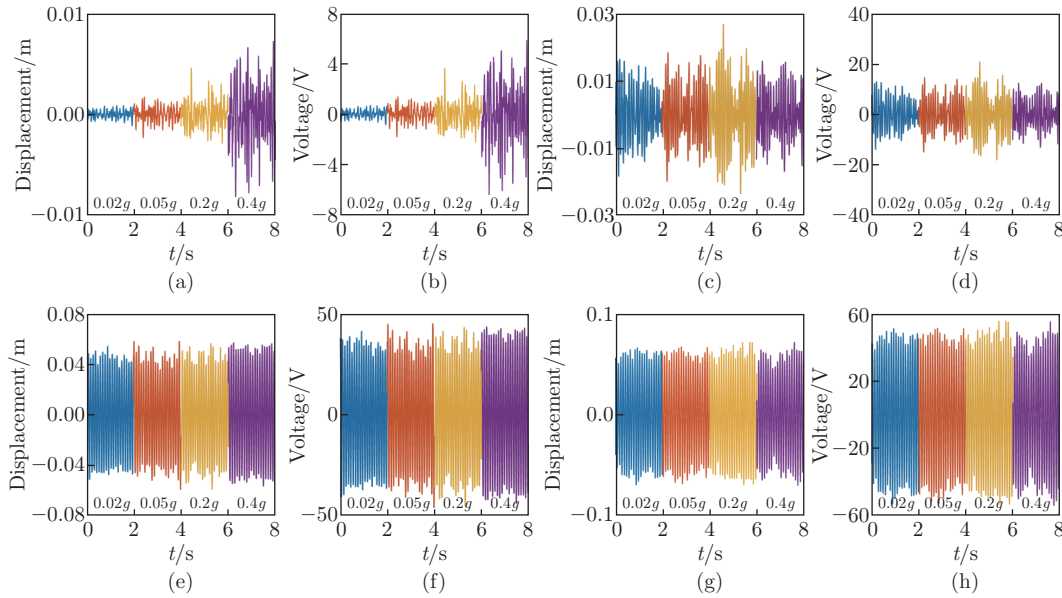 Displacement/m
0.01
0.00
−0.01
0.02g 0.05g 0.2g 0.4g
0 2 4 6 8
t/s
(a)
Voltage/V
8
4
0
−4
−8
0.02g 0.05g 0.2g 0.4g
0 2 4 6 8
t/s
(b)
Displacement/m
0.03
0.01
−0.01
−0.03
0.02g 0.05g 0.2g 0.4g
0 2 4 6 8
t/s
(c)
Voltage/V
40
20
0
−20
−40
0.02g 0.05g 0.2g 0.4g
0 2 4 6 8
t/s
(d)
Displacement/m
0.08
0.04
0.00
−0.04
−0.08
0.02g 0.05g 0.2g 0.4g
0 2 4 6 8
t/s
(e)
Voltage/V
50
0
−50
0.02g 0.05g 0.2g 0.4g
0 2 4 6 8
t/s
(f)
Displacement/m
0.1
0.0
−0.1
0.02g 0.05g 0.2g 0.4g
0 2 4 6 8
t/s
(g)
Voltage/V
60
20
−20
−60
0.02g 0.05g 0.2g 0.4g
0 2 4 6 8
t/s
(h)